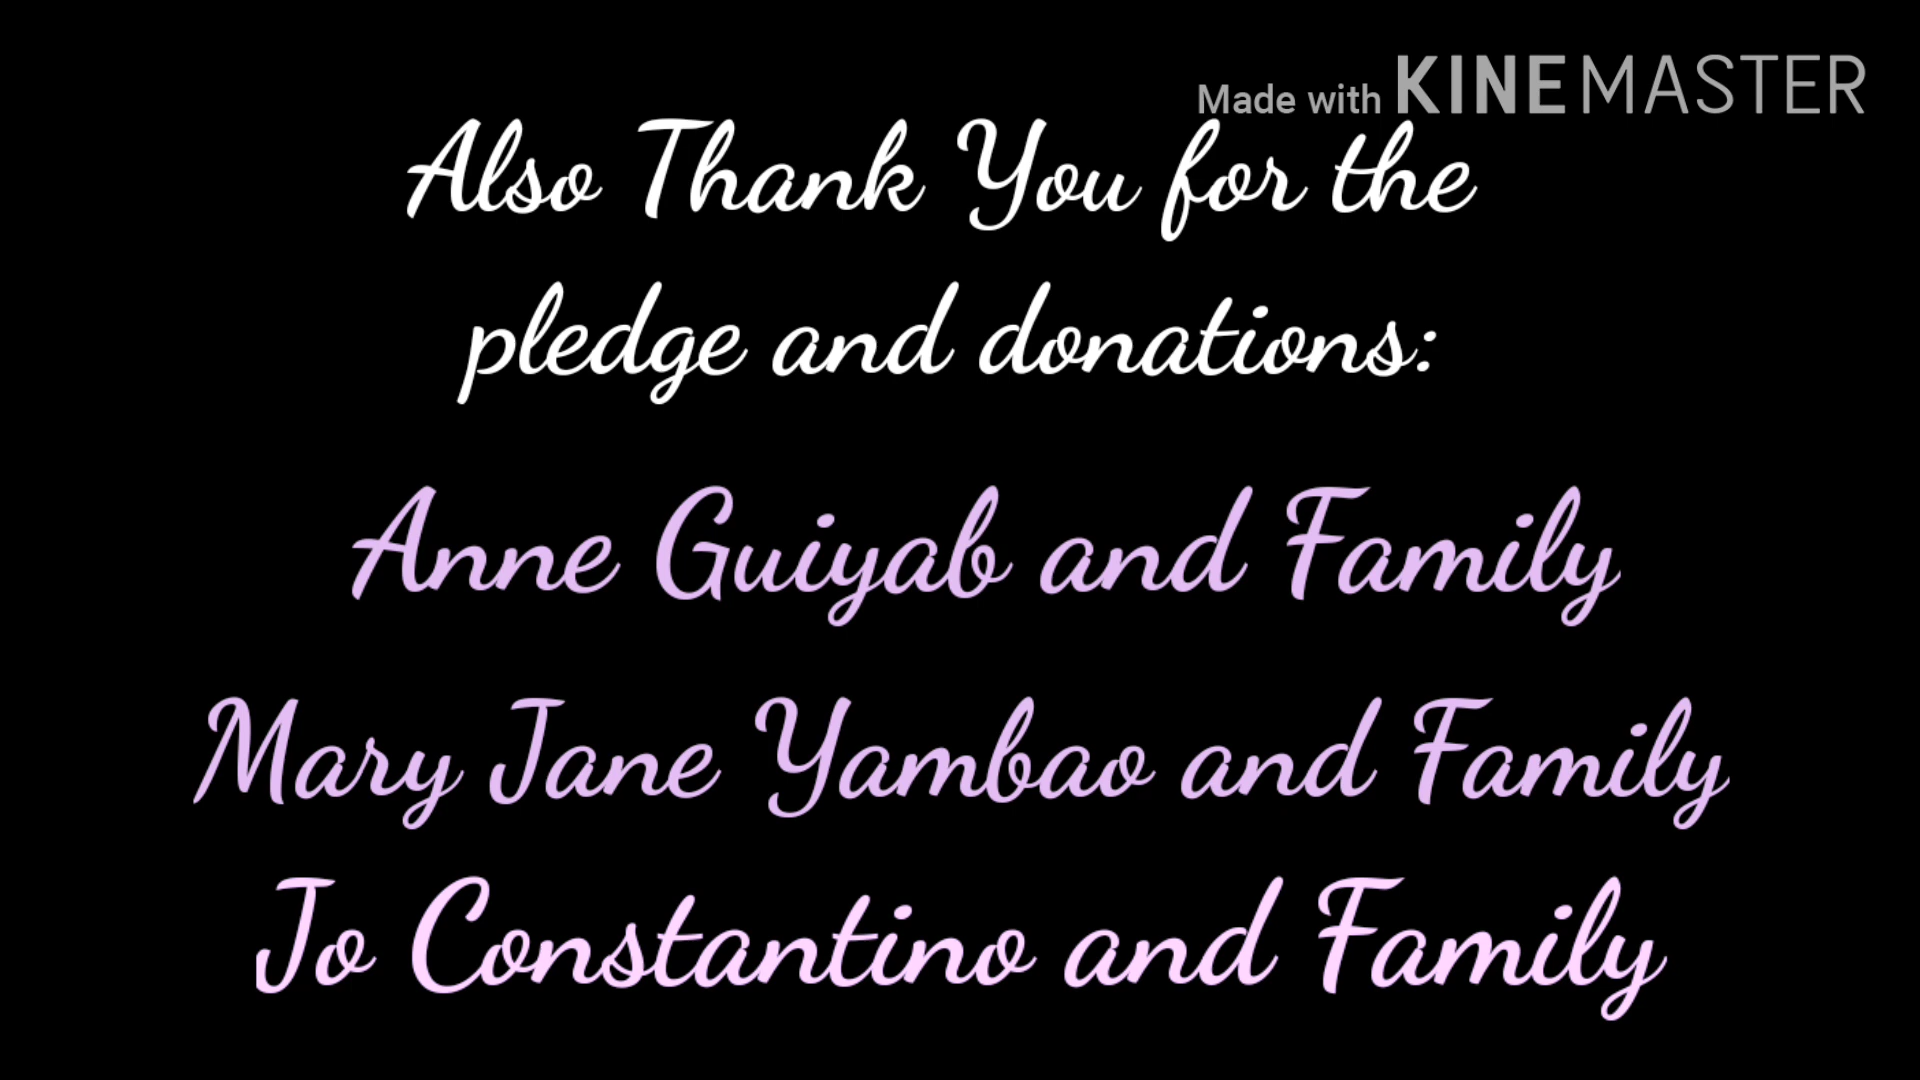 Made with KINEMASTER
Also Thank You for the
pledge and donations:
Anne Guiyab and Family
Mary Jane Yambao and Family
Jo Constantino and Family